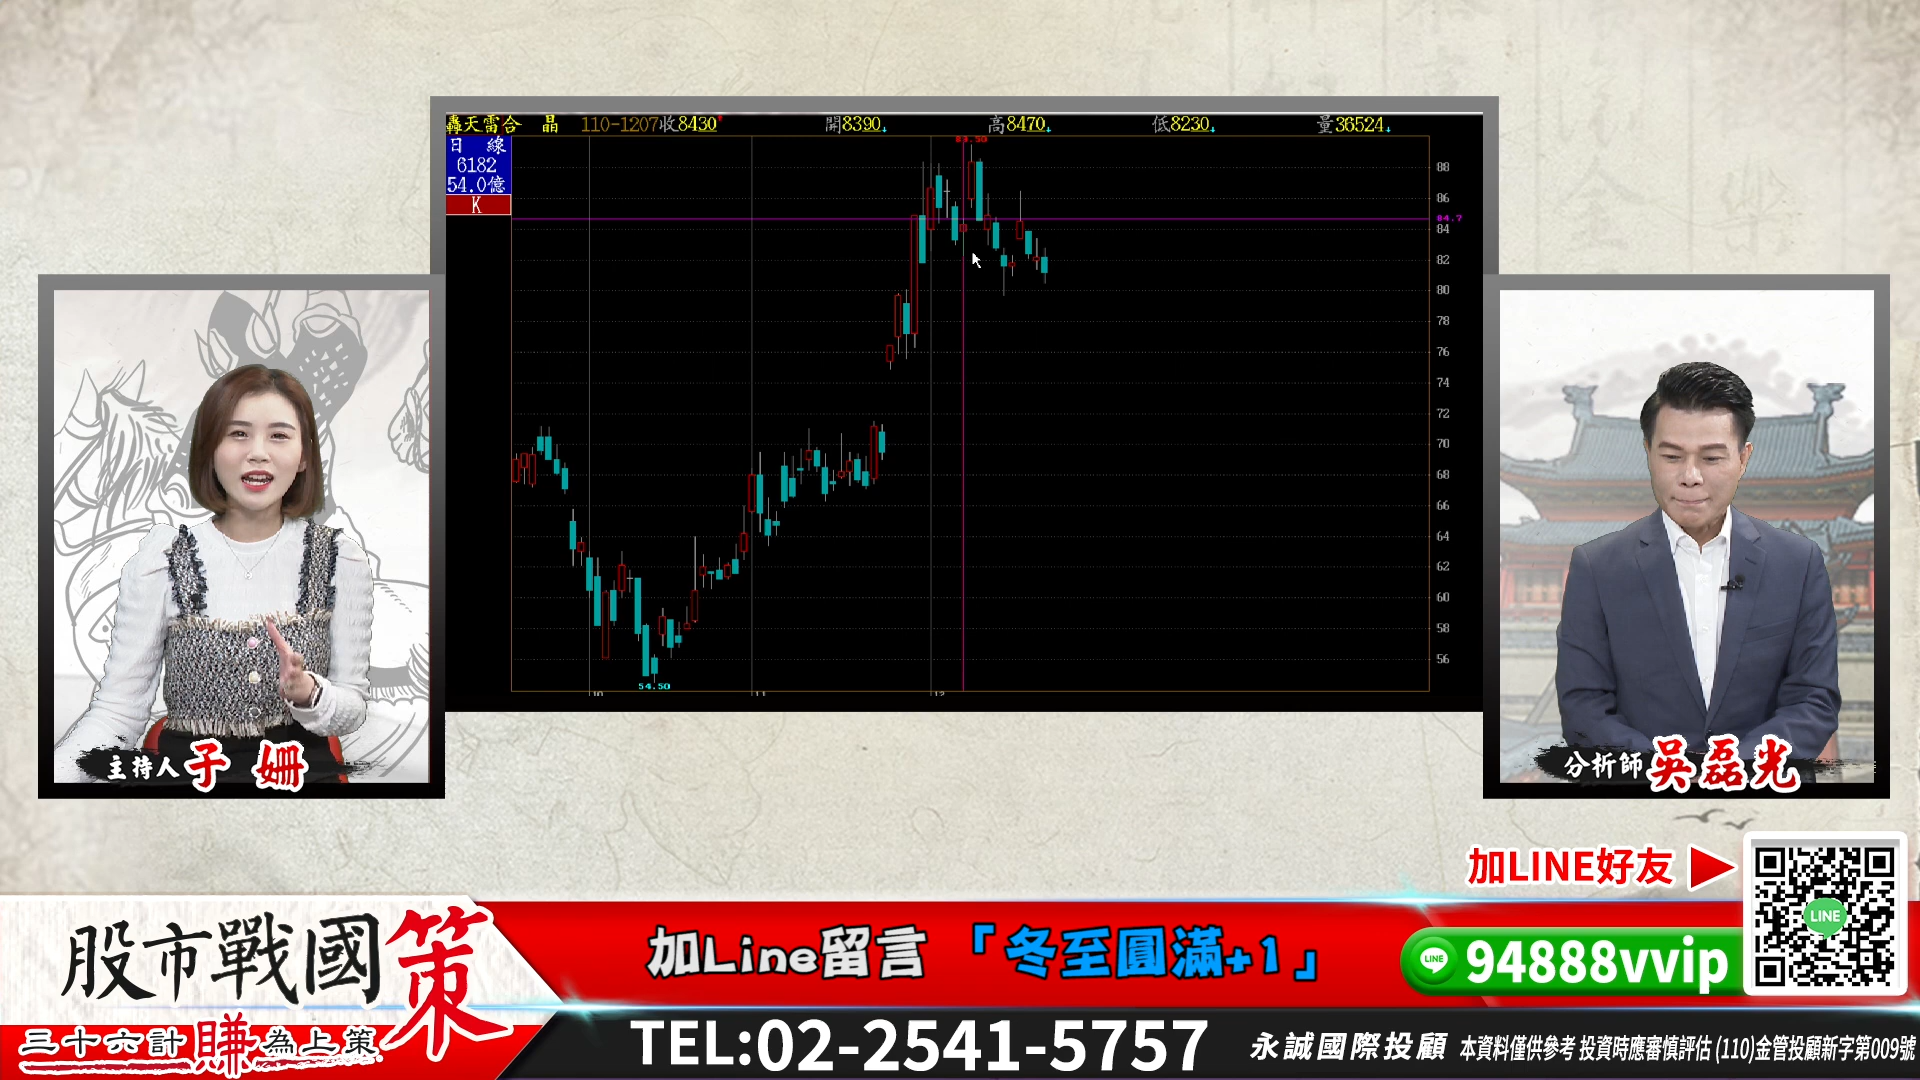 轟天雷合 晶 110-1207收8430 開8390 高8470 低8230 量36524
日 線
6182
54.0億
K
88
86
84.7
84
82
80
78
76
74
72
70
68
66
64
62
60
58
56
54.50
10 11 12
主持人子 姍
分析師吳磊光
加LINE好友
LINE
股市戰國策
加Line留言「冬至圓滿+1」
LINE 94888vvip
三十六計賺為上策
TEL:02-2541-5757 永誠國際投顧 本資料僅供參考 投資時應審慎評估 (110)金管投顧新字第009號